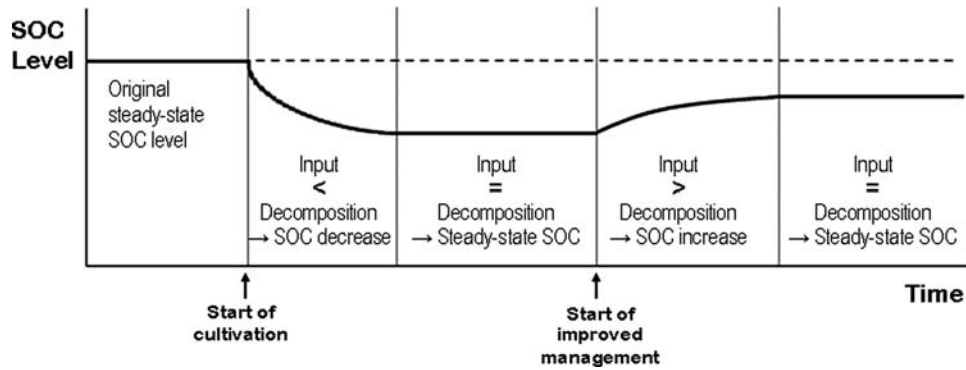 SOC
Level
Original
steady-state
SOC level
Input
<
Decomposition
→ SOC decrease
Input
=
Decomposition
→ Steady-state SOC
Input
>
Decomposition
→ SOC increase
Input
=
Decomposition
→ Steady-state SOC
Time
Start of
cultivation
Start of
improved
management